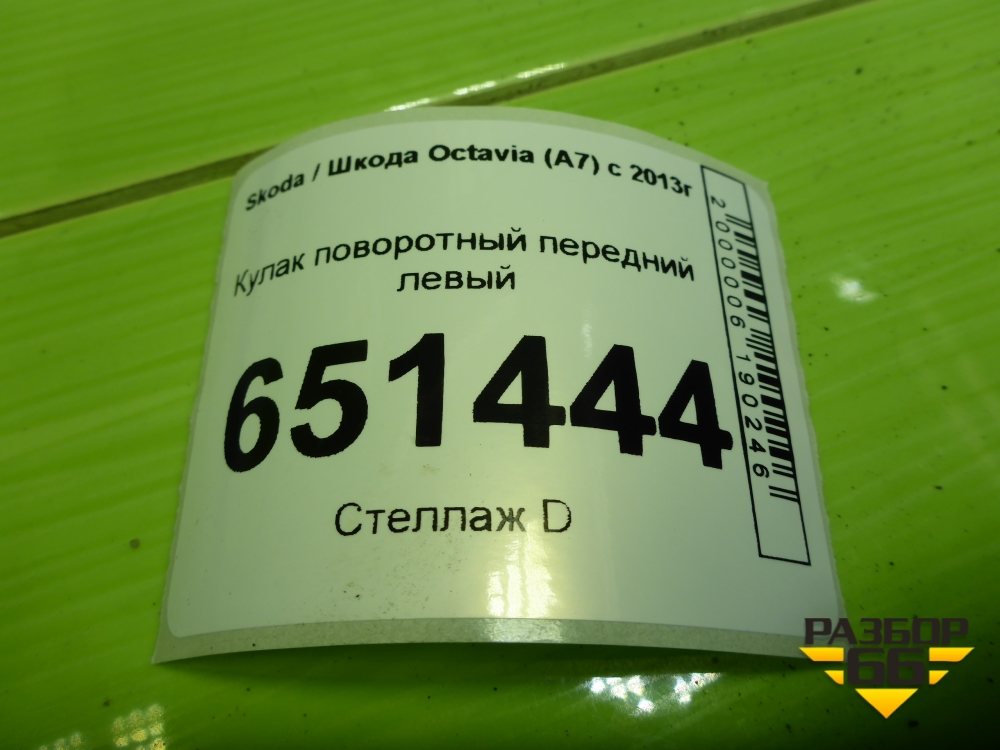 Skoda / Шкода Octavia (A7) с 2013г
Кулак поворотный передний
левый
651444
Стеллаж D
2000006190246
РАЗБОР
66